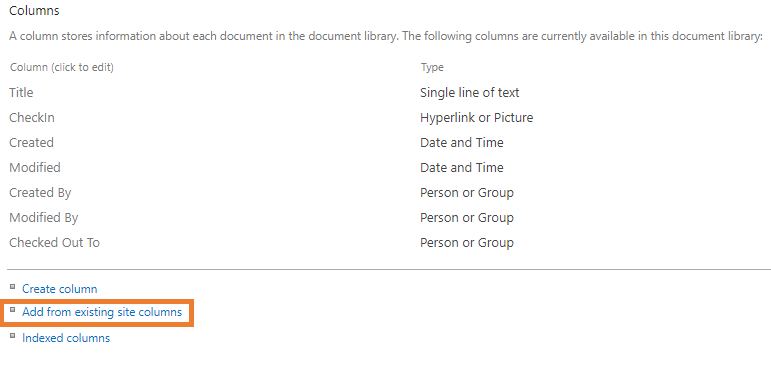 Columns
A column stores information about each document in the document library. The following columns are currently available in this document library:
Column (click to edit) Type
Title Single line of text
CheckIn Hyperlink or Picture
Created Date and Time
Modified Date and Time
Created By Person or Group
Modified By Person or Group
Checked Out To Person or Group
Create column
Add from existing site columns
Indexed columns